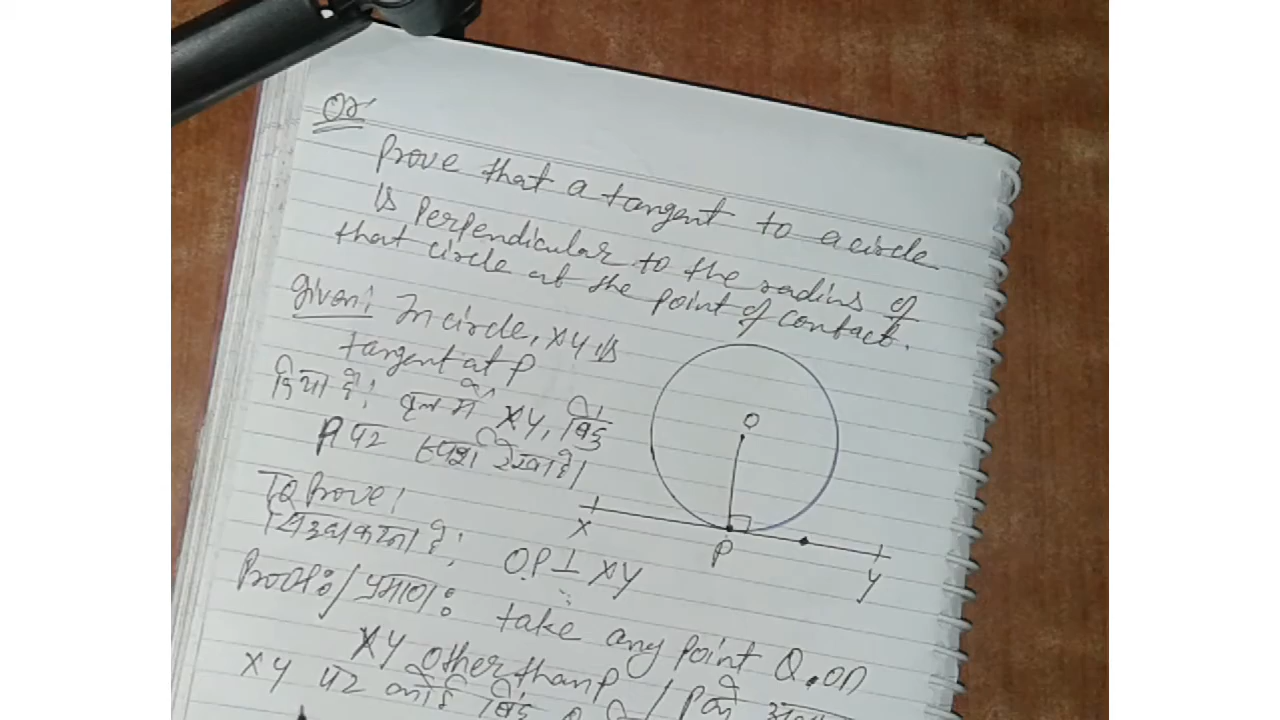 Or
Prove that a tangent to a circle
is perpendicular to the radius of
that circle at the point of contact.
Given: In circle, XY is
tangent at P
दिया है: वृत्त में XY, बिंदु
P पर स्पर्श रेखा है।
O
X
P
Y
To Prove:
सिद्ध करना है: OP ⊥ XY
Proof:/प्रमाण: take any point Q, on
XY other than P / P के
XY पर कोई बिंदु